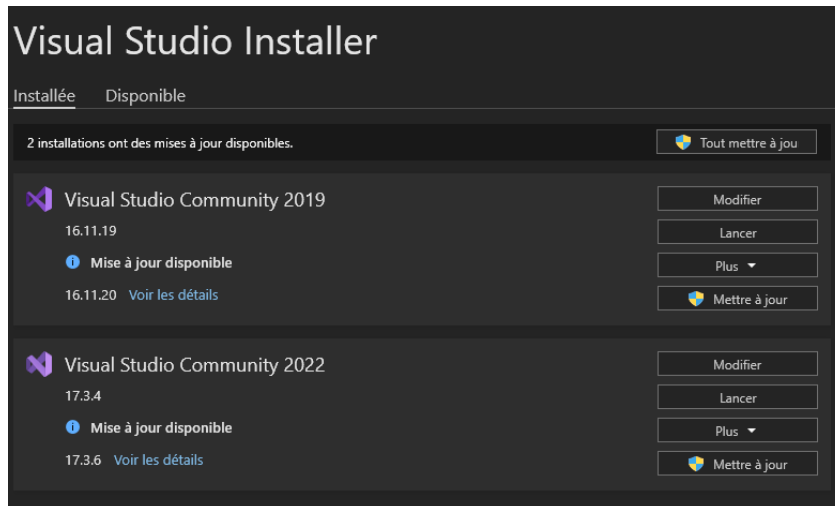 Visual Studio Installer
Installée Disponible
2 installations ont des mises à jour disponibles.
Tout mettre à jou
Visual Studio Community 2019
Modifier
16.11.19
Lancer
Mise à jour disponible
Plus
16.11.20 Voir les détails
Mettre à jour
Visual Studio Community 2022
Modifier
17.3.4
Lancer
Mise à jour disponible
Plus
17.3.6 Voir les détails
Mettre à jour